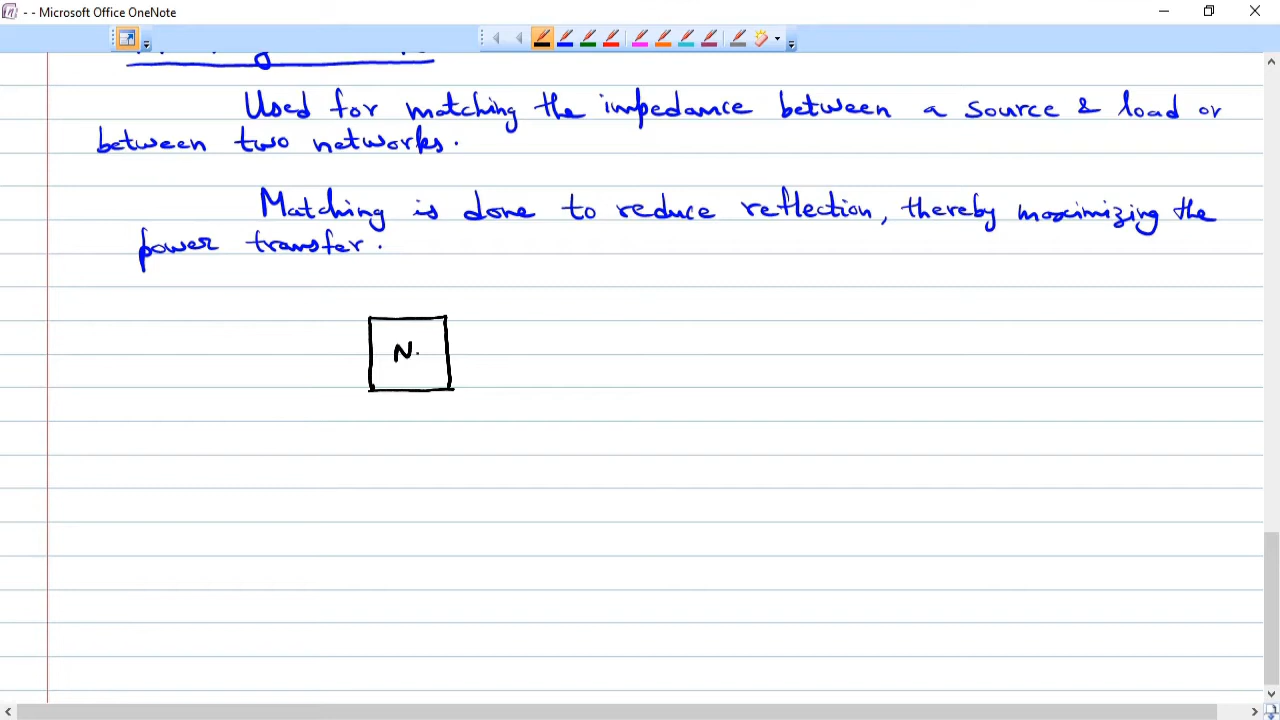 - - Microsoft Office OneNote
Used for matching the impedance between a source & load or
between two networks.
Matching is done to reduce reflection, thereby maximizing the
power transfer.
N.